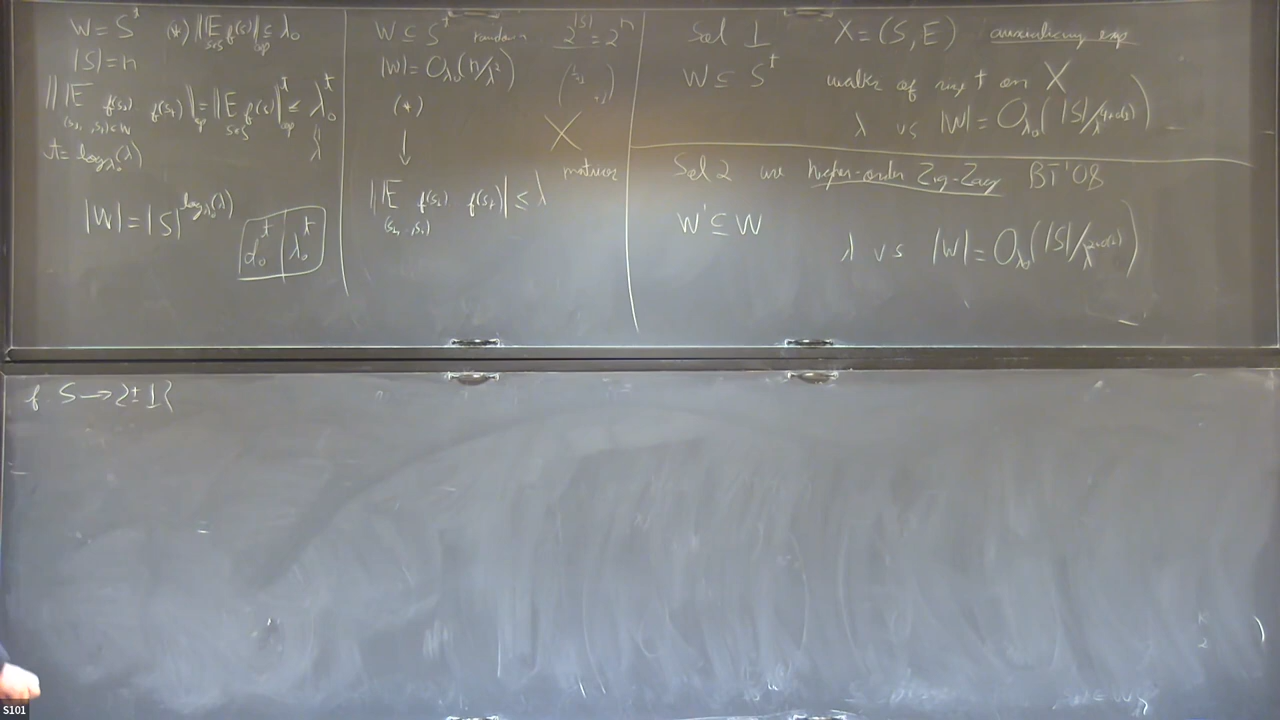 W = S^t (*) ||E_{s∈S} f(s)||_op ≤ λ_0
|S| = n
||E_{(s_1, ,s_t)∈W} f(s_1) f(s_t)||_op = ||E_{s∈S} f(s)||^t_op ≤ λ_0^t
λ
t = log_{λ_0}(λ)
|W| = |S|^{log_{λ_0}(λ)}
d_0^t | λ_0^t
W ⊆ S^t random 2^{|S|} = 2^n
|W| = O_{λ_0}(n/λ^2)
(*)
↓
X
matrices
||E_{(s_1, ,s_t)} f(s_1) f(s_t)|| ≤ λ
Sol 1 X = (S, E) auxiliary exp
W ⊆ S^t walks of size t on X
λ vs |W| = O_{λ_0}(|S|/λ^{4+o(1)})
Sol 2 use higher-order Zig-Zag BT'08
W' ⊆ W
λ vs |W| = O_{λ_0}(|S|/λ^{2+o(1)})
f S → {±1}
S101